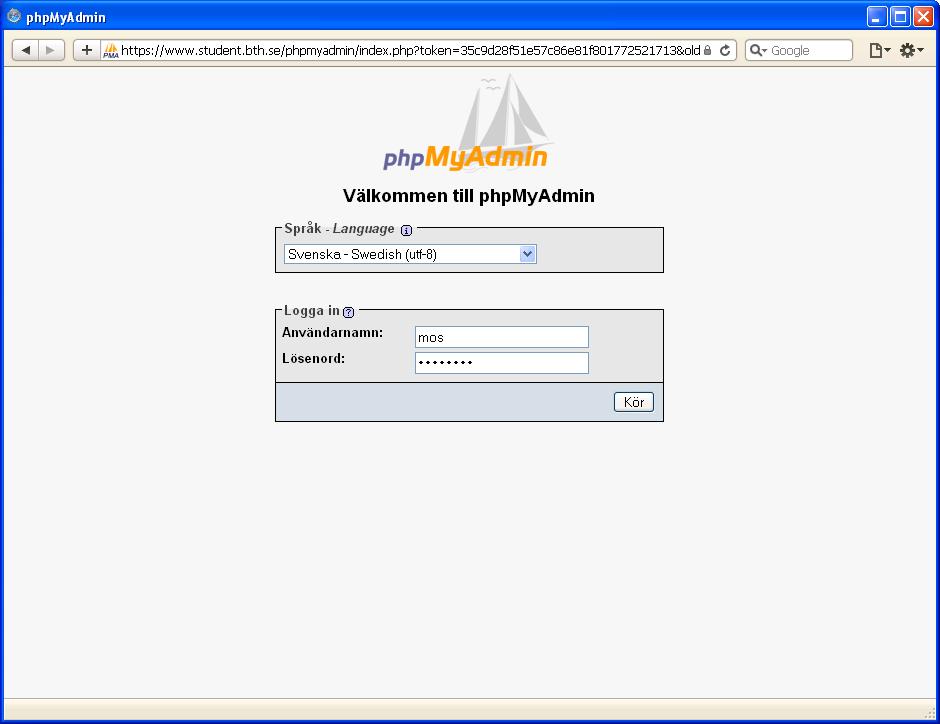 phpMyAdmin
https://www.student.bth.se/phpmyadmin/index.php?token=35c9d28f51e57c86e81f801772521713&old
Google
PMA
phpMyAdmin
Välkommen till phpMyAdmin
Språk - Language
Svenska - Swedish (utf-8)
Logga in
Användarnamn:
mos
Lösenord:
••••••••
Kör